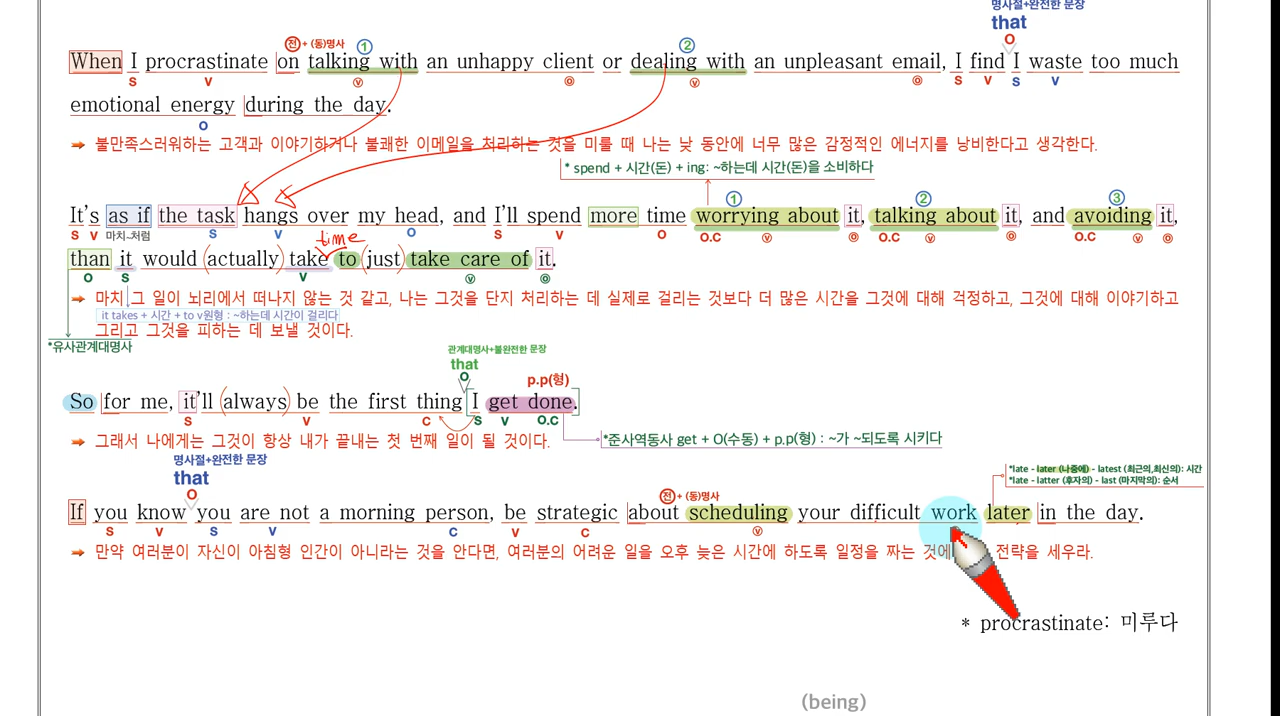 명사절+완전한 문장
that
O
전 + (동)명사 ① ②
When I procrastinate on talking with an unhappy client or dealing with an unpleasant email, I find I waste too much
S V ⓥ ⓞ ⓥ ⓞ S V S V
emotional energy during the day.
O
➡ 불만족스러워하는 고객과 이야기하거나 불쾌한 이메일을 처리하는 것을 미룰 때 나는 낮 동안에 너무 많은 감정적인 에너지를 낭비한다고 생각한다.
* spend + 시간(돈) + ing: ~하는데 시간(돈)을 소비하다
① ② ③
It's as if the task hangs over my head, and I'll spend more time worrying about it, talking about it, and avoiding it,
S V 마치~처럼 S V O S V O O.C ⓥ ⓞ O.C ⓥ ⓞ O.C ⓥ ⓞ
time
than it would (actually) take to (just) take care of it.
O S V ⓥ ⓞ
➡ 마치 그 일이 뇌리에서 떠나지 않는 것 같고, 나는 그것을 단지 처리하는 데 실제로 걸리는 것보다 더 많은 시간을 그것에 대해 걱정하고, 그것에 대해 이야기하고
it takes + 시간 + to v원형 : ~하는데 시간이 걸리다
그리고 그것을 피하는 데 보낼 것이다.
*유사관계대명사
관계대명사+불완전한 문장
that
O p.p(형)
So for me, it'll (always) be the first thing [I get done.]
S V C S V O.C
➡ 그래서 나에게는 그것이 항상 내가 끝내는 첫 번째 일이 될 것이다.
*준사역동사 get + O(수동) + p.p(형) : ~가 ~되도록 시키다
명사절+완전한 문장
that
O
*late - later (나중에) - latest (최근의,최신의): 시간
*late - latter (후자의) - last (마지막의): 순서
전 + (동)명사
If you know you are not a morning person, be strategic about scheduling your difficult work later in the day.
S V S V C V C ⓥ
➡ 만약 여러분이 자신이 아침형 인간이 아니라는 것을 안다면, 여러분의 어려운 일을 오후 늦은 시간에 하도록 일정을 짜는 것에 전략을 세우라.
* procrastinate: 미루다
(being)